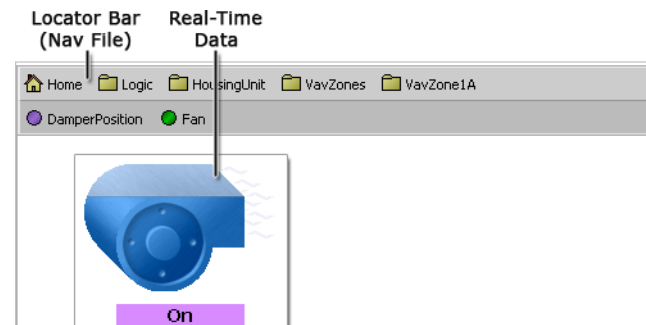 Locator Bar
(Nav File)
Real-Time
Data
Home Logic HousingUnit VavZones VavZone1A
DamperPosition Fan
On